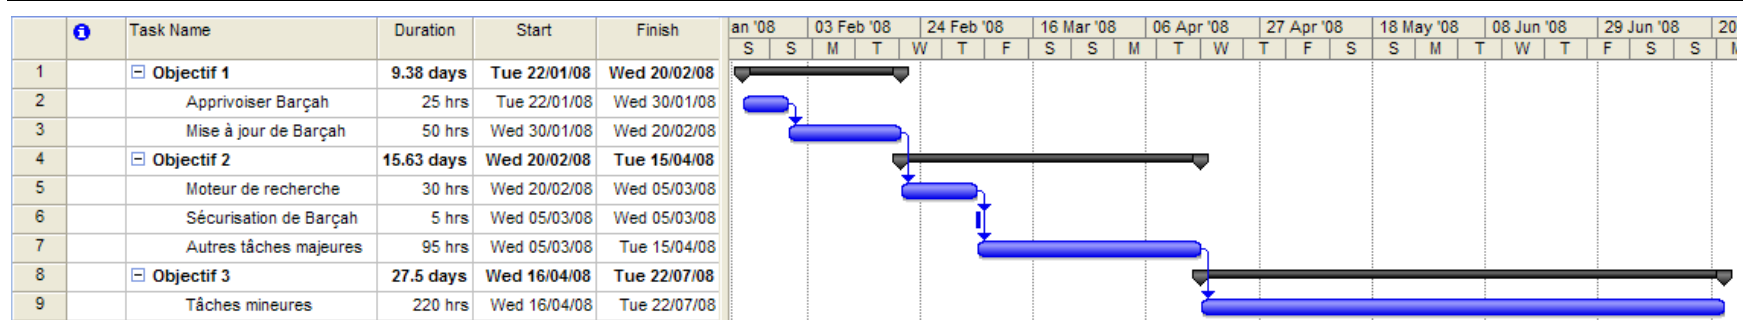 Task Name Duration Start Finish an '08 03 Feb '08 24 Feb '08 16 Mar '08 06 Apr '08 27 Apr '08 18 May '08 08 Jun '08 29 Jun '08 20
S S M T W T F S S M T W T F S S M T W T F S S
1 Objectif 1 9.38 days Tue 22/01/08 Wed 20/02/08
2 Apprivoiser Barçah 25 hrs Tue 22/01/08 Wed 30/01/08
3 Mise à jour de Barçah 50 hrs Wed 30/01/08 Wed 20/02/08
4 Objectif 2 15.63 days Wed 20/02/08 Tue 15/04/08
5 Moteur de recherche 30 hrs Wed 20/02/08 Wed 05/03/08
6 Sécurisation de Barçah 5 hrs Wed 05/03/08 Wed 05/03/08
7 Autres tâches majeures 95 hrs Wed 05/03/08 Tue 15/04/08
8 Objectif 3 27.5 days Wed 16/04/08 Tue 22/07/08
9 Tâches mineures 220 hrs Wed 16/04/08 Tue 22/07/08